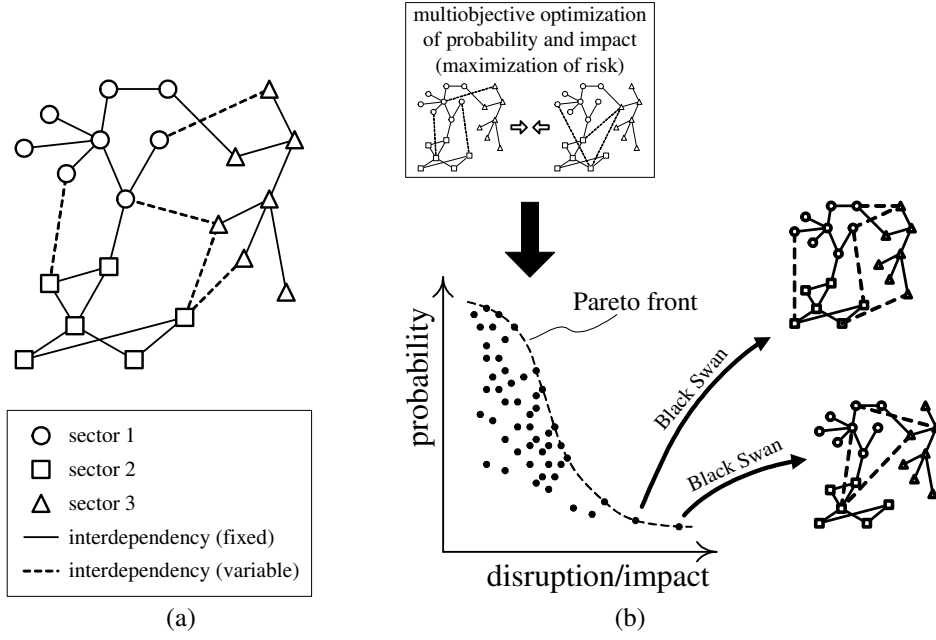 multiobjective optimization
of probability and impact
(maximization of risk)
Pareto front
probability
Black Swan
Black Swan
disruption/impact
sector 1
sector 2
sector 3
interdependency (fixed)
interdependency (variable)
(a)
(b)